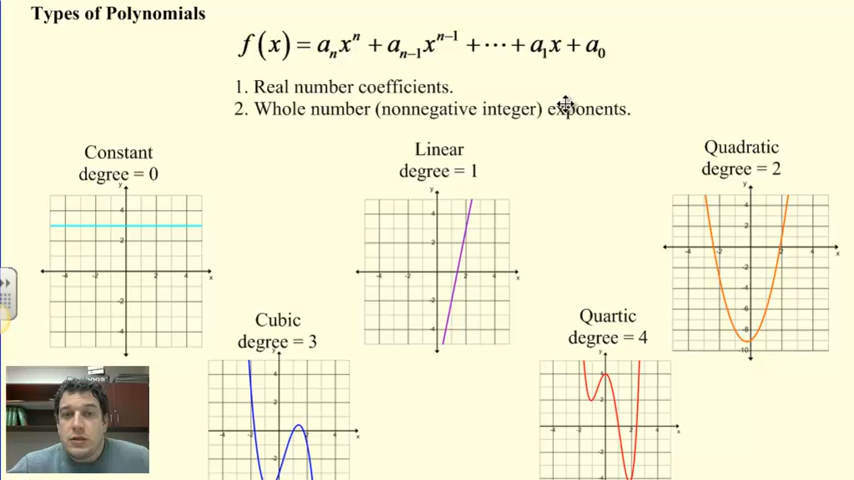 Types of Polynomials
f(x) = aₙxⁿ + aₙ₋₁xⁿ⁻¹ + ⋯ + a₁x + a₀
1. Real number coefficients.
2. Whole number (nonnegative integer) exponents.
Constant
degree = 0
Linear
degree = 1
Quadratic
degree = 2
Cubic
degree = 3
Quartic
degree = 4